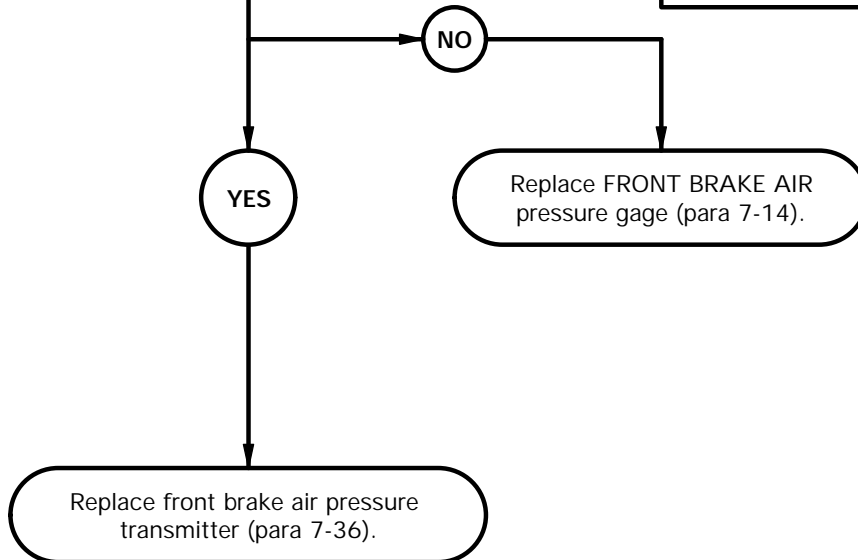 NO
YES
Replace FRONT BRAKE AIR
pressure gage (para 7-14).
Replace front brake air pressure
transmitter (para 7-36).